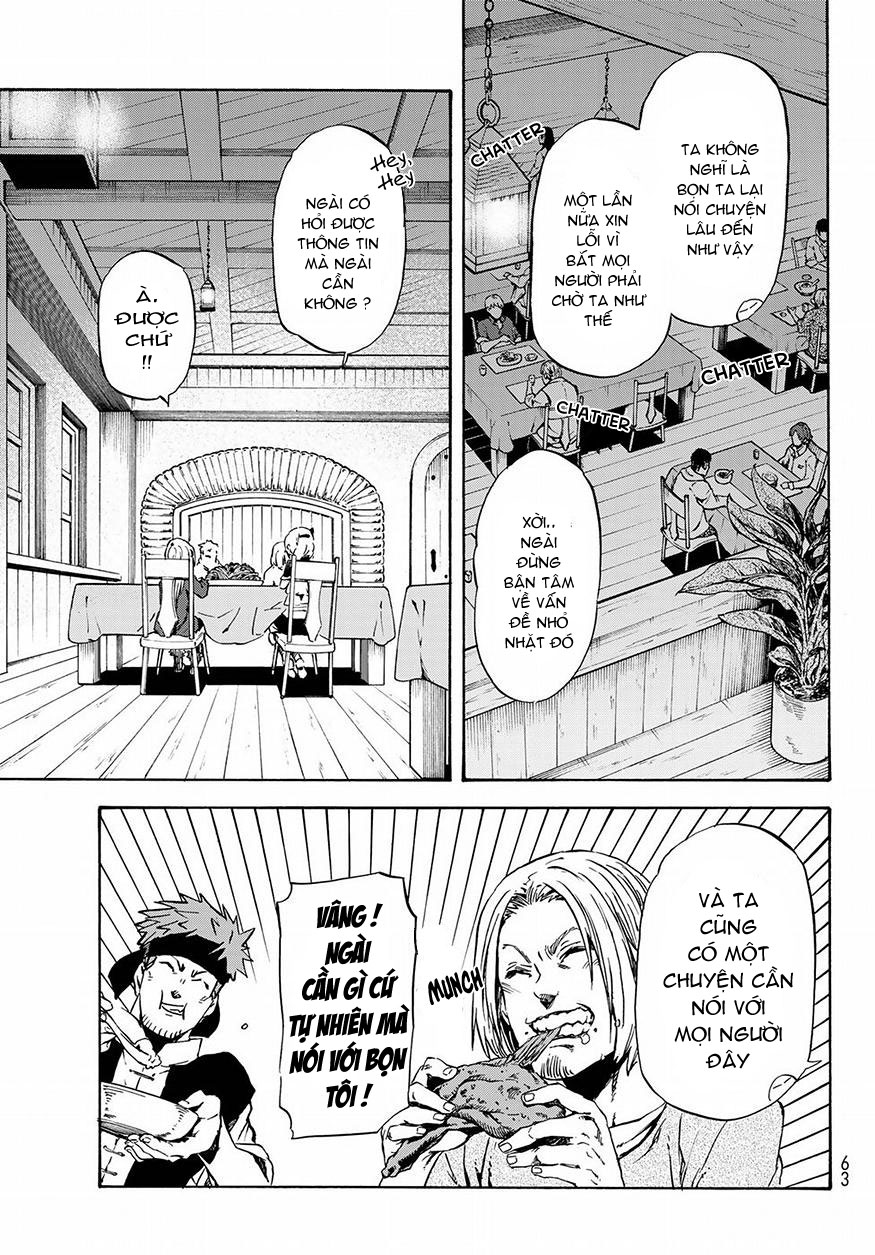 TA KHÔNG
NGHĨ LÀ
BỌN TA LẠI
NÓI CHUYỆN
LÂU ĐẾN
NHƯ VẬY
CHATTER
MỘT LẦN
NỮA XIN
LỖI VÌ
BẤT MỌI
NGƯỜI PHẢI
CHỜ TA NHƯ
THẾ
CHATTER
CHATTER
XỜI..
NGÀI
ĐỪNG
BẬN TÂM
VỀ VẤN
ĐỀ NHỎ
NHẶT ĐÓ
Hey,
Hey
NGÀI CÓ
HỎI ĐƯỢC
THÔNG TIN
MÀ NGÀI
CẦN
KHÔNG ?
À.
ĐƯỢC
CHỨ
!!
VÀ TA
CŨNG
CÓ MỘT
CHUYỆN CẦN
NÓI VỚI
MỌI NGƯỜI
ĐÂY
MUNCH
VÂNG !
NGÀI
CẦN GÌ CỨ
TỰ NHIÊN MÀ
NÓI VỚI BỌN
TÔI !
63